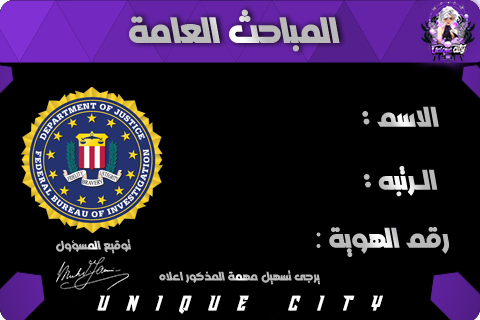 المباحث العامة
الاسم :
الرتبه :
رقم الهوية :
DEPARTMENT OF JUSTICE
FEDERAL BUREAU OF INVESTIGATION
FIDELITY BRAVERY INTEGRITY
توقيع المسؤول
يرجى تسهيل مهمة المذكور اعلاه
UNIQUE CITY